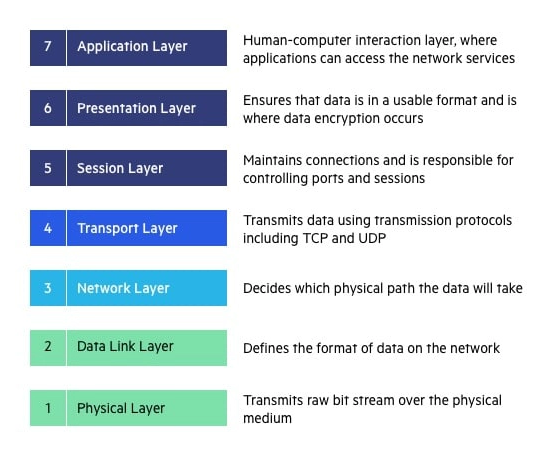 7 Application Layer
Human-computer interaction layer, where
applications can access the network services
6 Presentation Layer
Ensures that data is in a usable format and is
where data encryption occurs
5 Session Layer
Maintains connections and is responsible for
controlling ports and sessions
4 Transport Layer
Transmits data using transmission protocols
including TCP and UDP
3 Network Layer
Decides which physical path the data will take
2 Data Link Layer
Defines the format of data on the network
1 Physical Layer
Transmits raw bit stream over the physical
medium